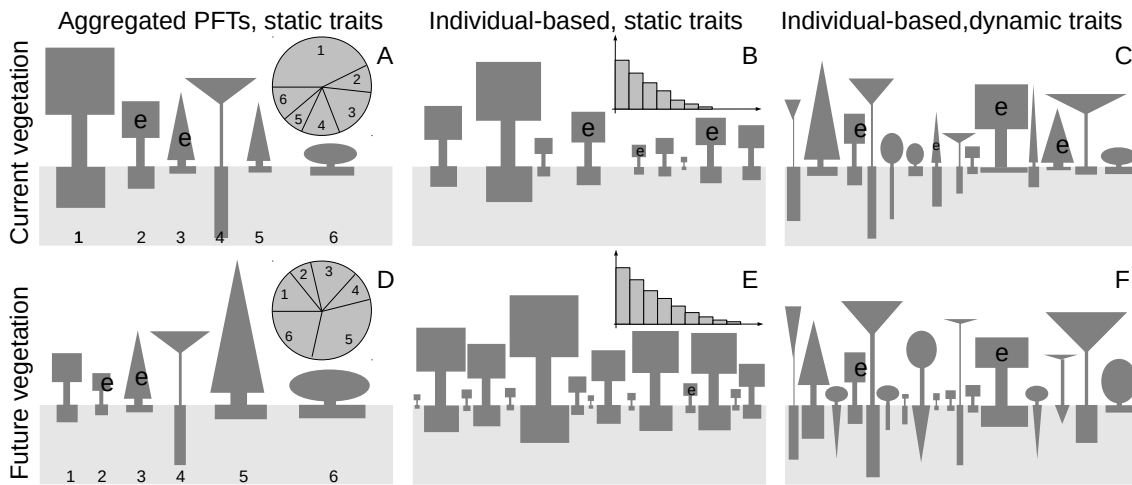 Aggregated PFTs, static traits
Individual-based, static traits
Individual-based,dynamic traits
Current vegetation
A
1
2
3
4
5
6
e
e
1 2 3 4 5 6
B
e
e
e
C
e
e
e
e
Future vegetation
D
1
2
3
4
5
6
e
e
1 2 3 4 5 6
E
e
F
e
e